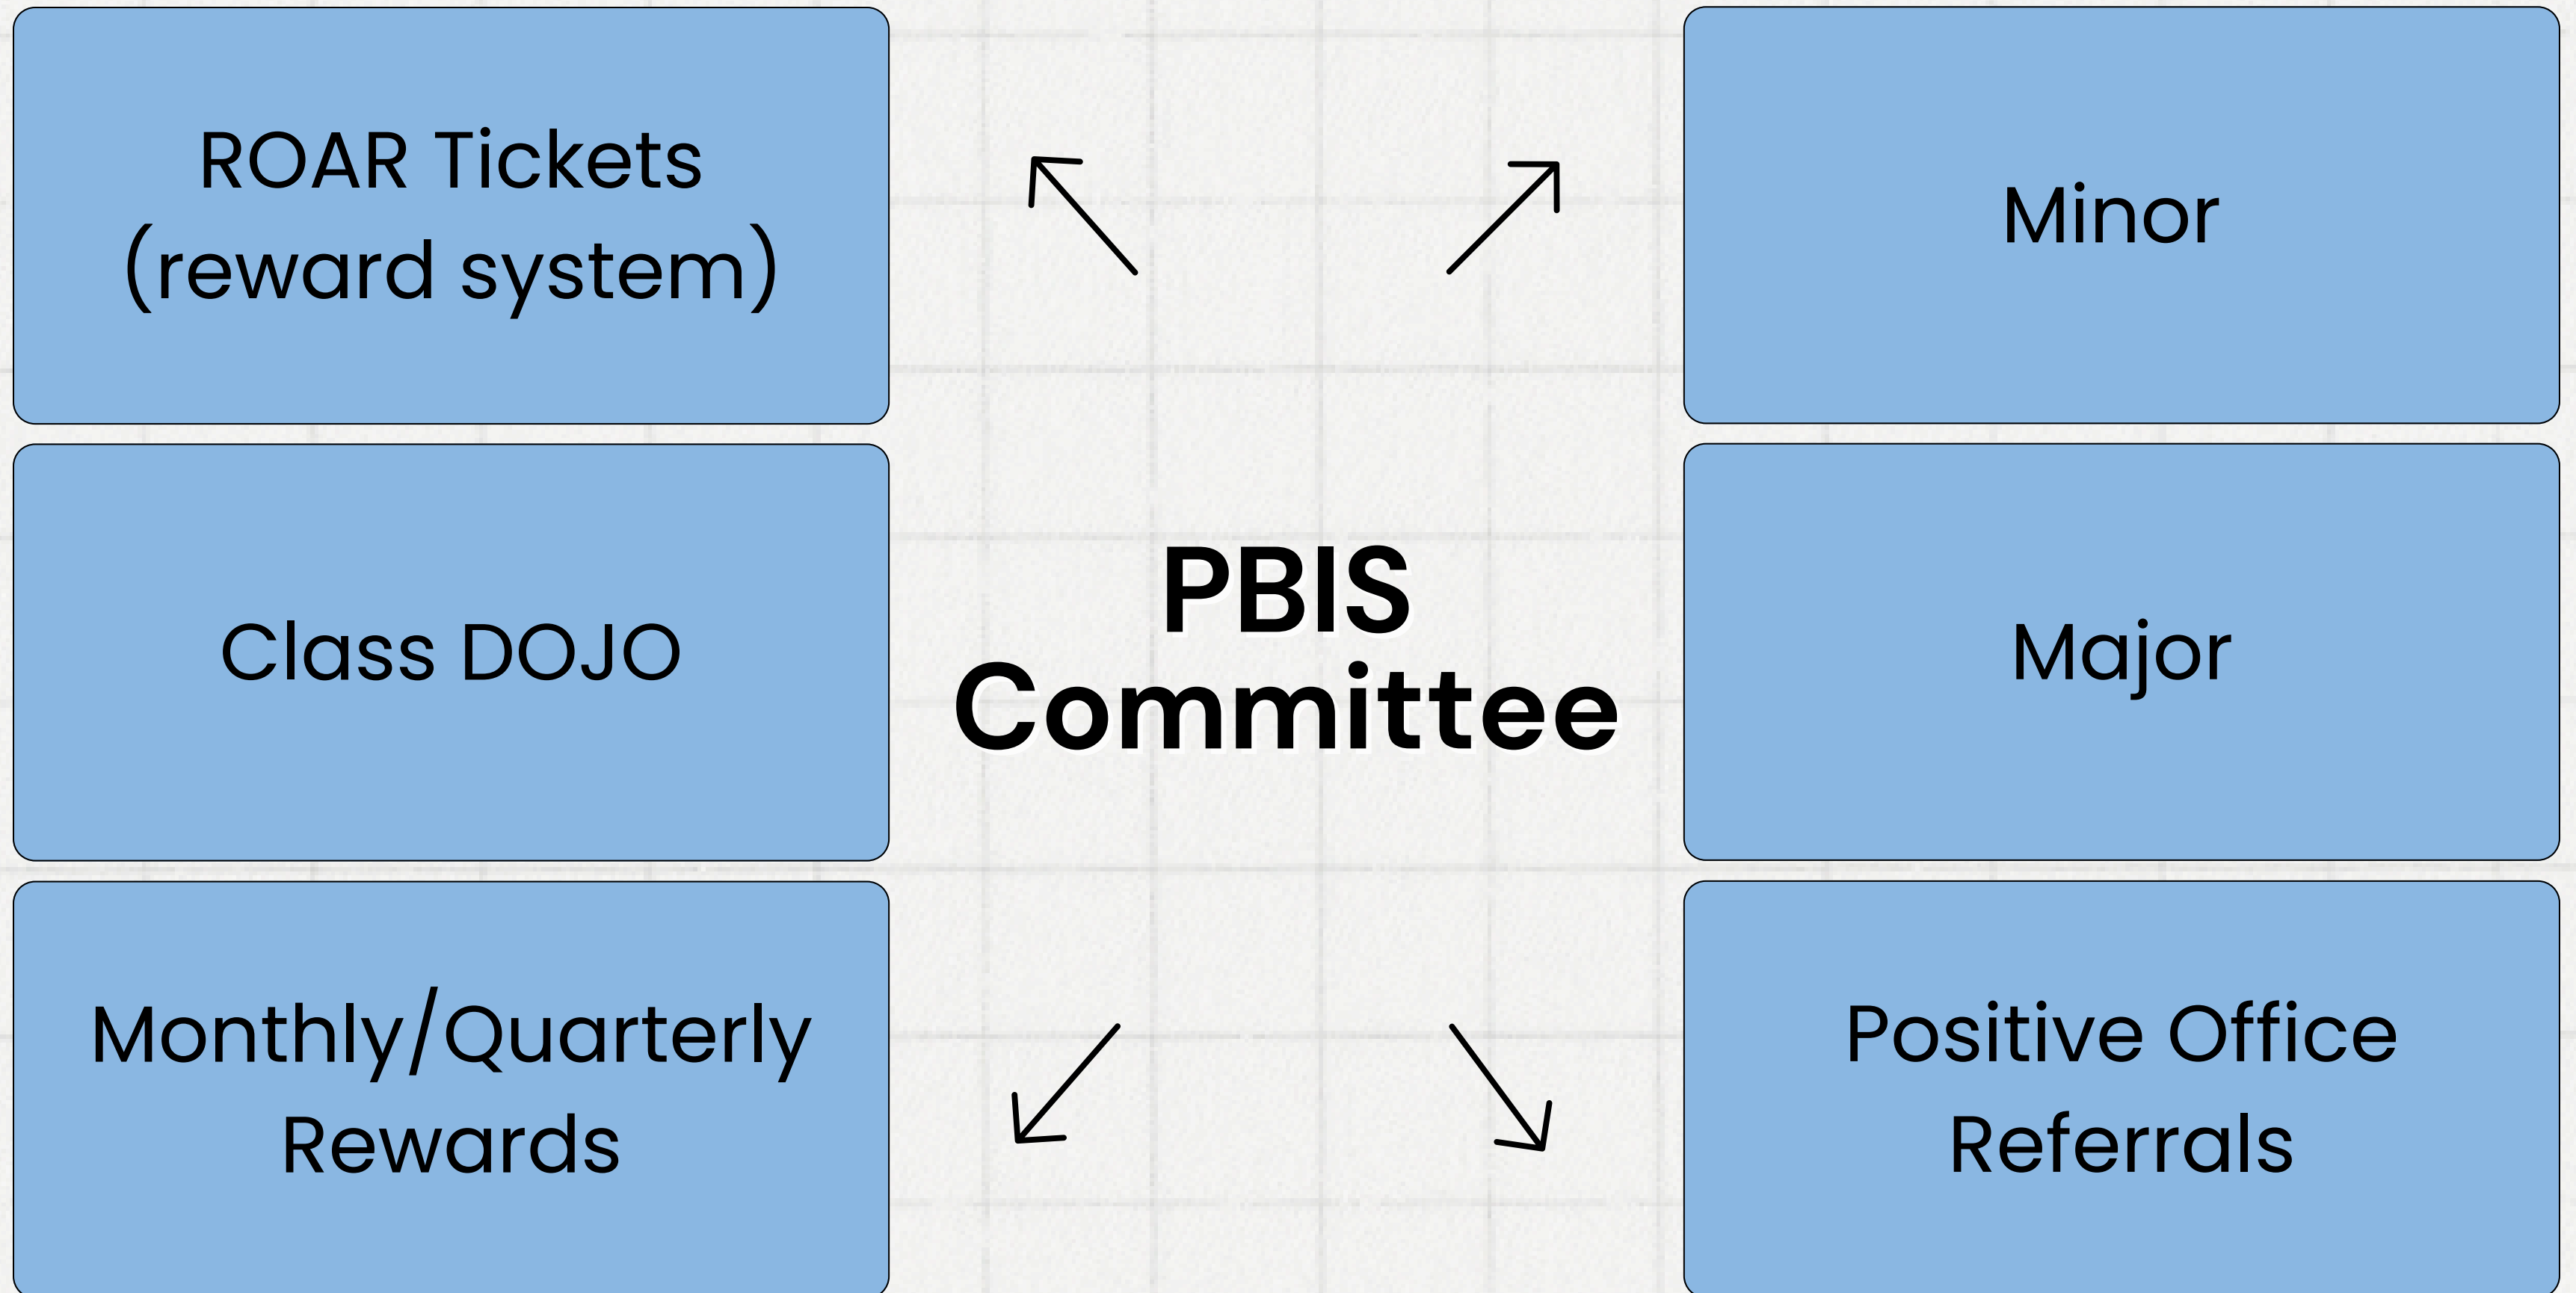 ROAR Tickets
(reward system)
Class DOJO
Monthly/Quarterly
Rewards
PBIS
Committee
Minor
Major
Positive Office
Referrals